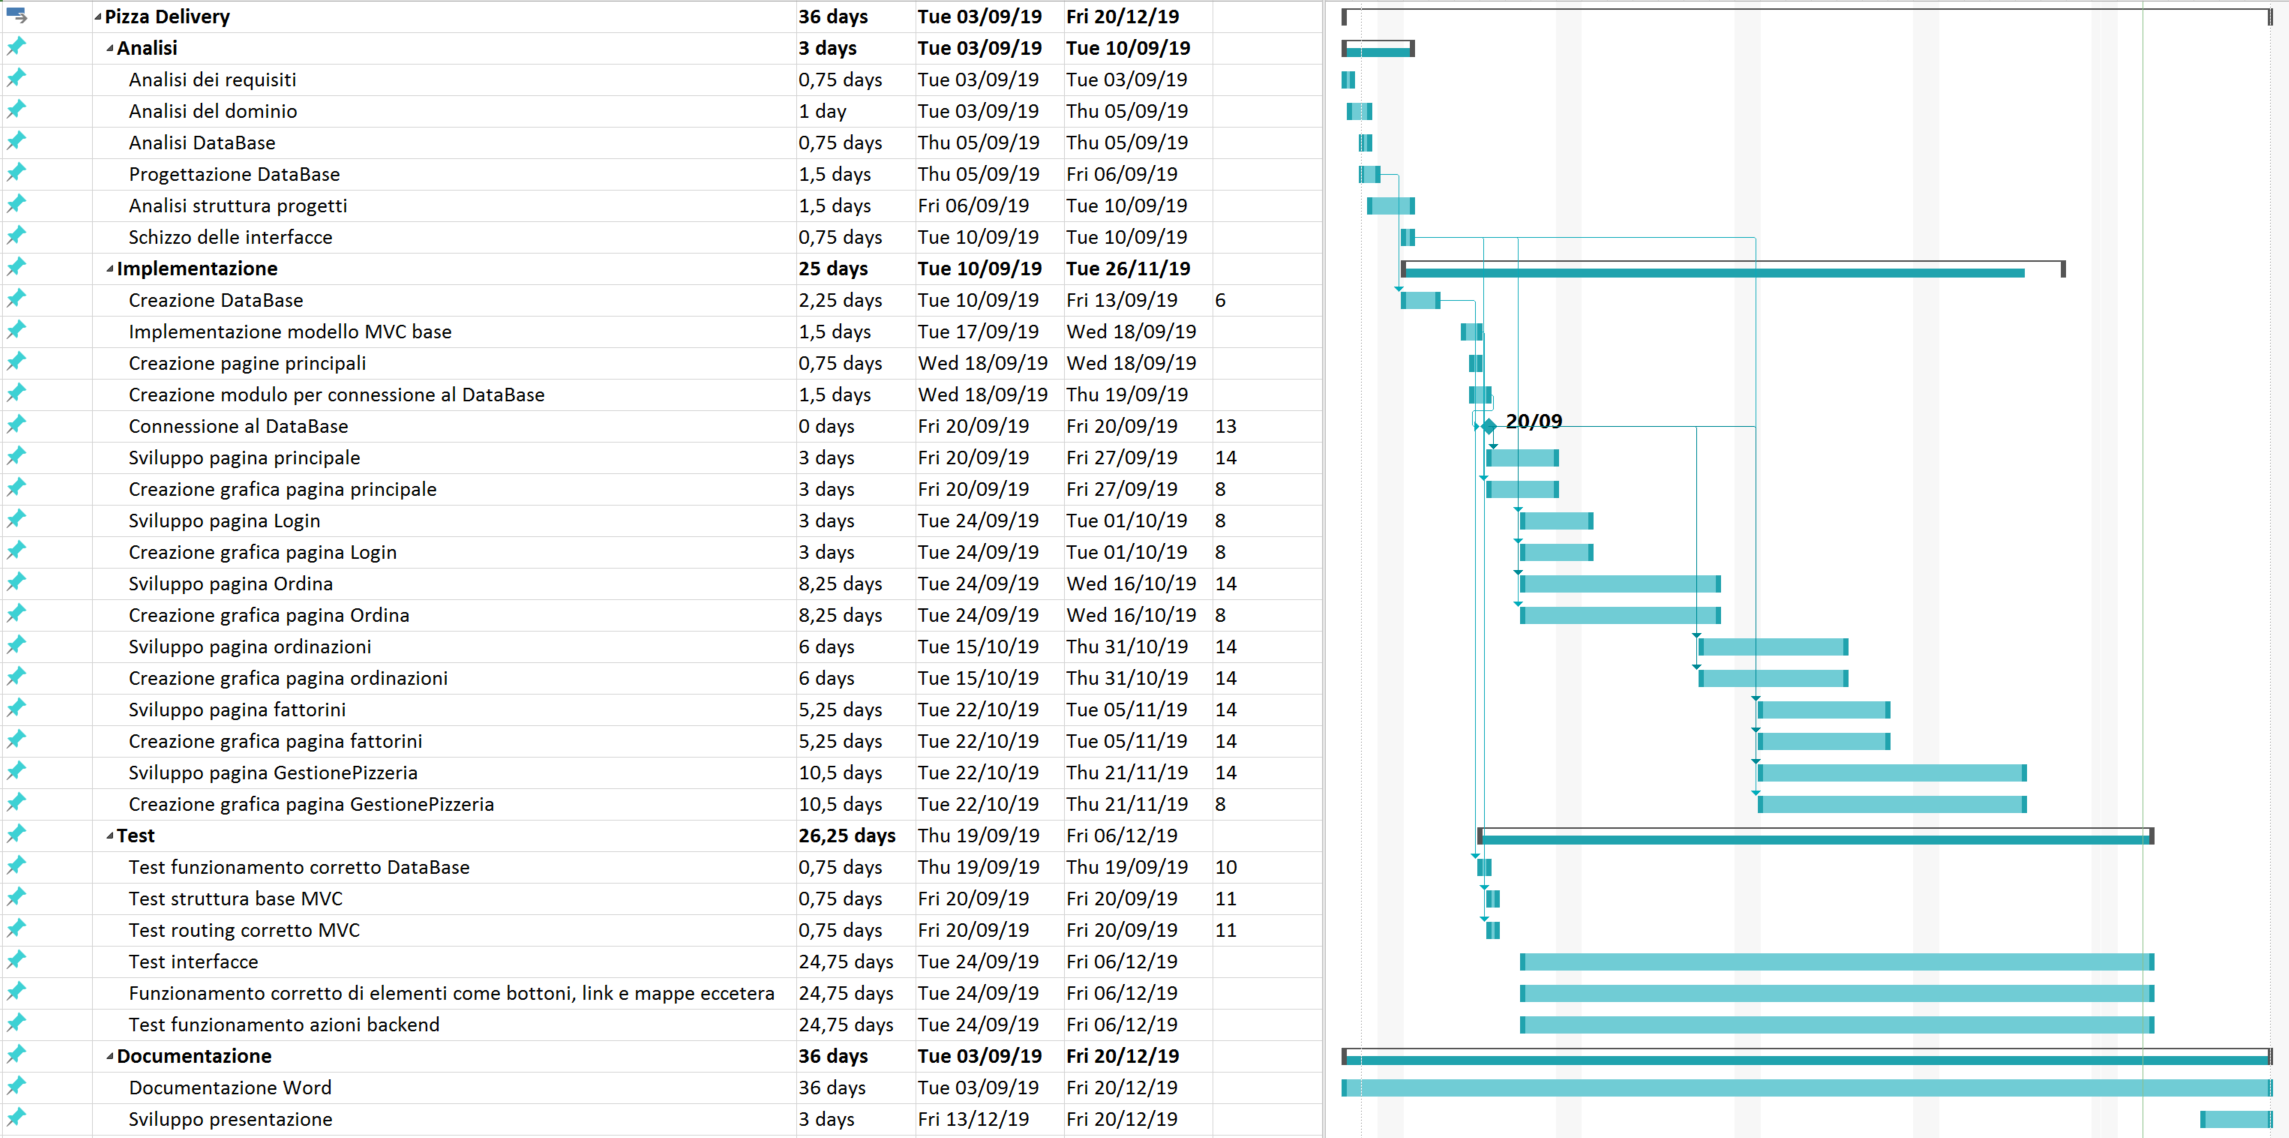 Pizza Delivery 36 days Tue 03/09/19 Fri 20/12/19
Analisi 3 days Tue 03/09/19 Tue 10/09/19
Analisi dei requisiti 0,75 days Tue 03/09/19 Tue 03/09/19
Analisi del dominio 1 day Tue 03/09/19 Thu 05/09/19
Analisi DataBase 0,75 days Thu 05/09/19 Thu 05/09/19
Progettazione DataBase 1,5 days Thu 05/09/19 Fri 06/09/19
Analisi struttura progetti 1,5 days Fri 06/09/19 Tue 10/09/19
Schizzo delle interfacce 0,75 days Tue 10/09/19 Tue 10/09/19
Implementazione 25 days Tue 10/09/19 Tue 26/11/19
Creazione DataBase 2,25 days Tue 10/09/19 Fri 13/09/19 6
Implementazione modello MVC base 1,5 days Tue 17/09/19 Wed 18/09/19
Creazione pagine principali 0,75 days Wed 18/09/19 Wed 18/09/19
Creazione modulo per connessione al DataBase 1,5 days Wed 18/09/19 Thu 19/09/19
Connessione al DataBase 0 days Fri 20/09/19 Fri 20/09/19 13 20/09
Sviluppo pagina principale 3 days Fri 20/09/19 Fri 27/09/19 14
Creazione grafica pagina principale 3 days Fri 20/09/19 Fri 27/09/19 8
Sviluppo pagina Login 3 days Tue 24/09/19 Tue 01/10/19 8
Creazione grafica pagina Login 3 days Tue 24/09/19 Tue 01/10/19 8
Sviluppo pagina Ordina 8,25 days Tue 24/09/19 Wed 16/10/19 14
Creazione grafica pagina Ordina 8,25 days Tue 24/09/19 Wed 16/10/19 8
Sviluppo pagina ordinazioni 6 days Tue 15/10/19 Thu 31/10/19 14
Creazione grafica pagina ordinazioni 6 days Tue 15/10/19 Thu 31/10/19 14
Sviluppo pagina fattorini 5,25 days Tue 22/10/19 Tue 05/11/19 14
Creazione grafica pagina fattorini 5,25 days Tue 22/10/19 Tue 05/11/19 14
Sviluppo pagina GestionePizzeria 10,5 days Tue 22/10/19 Thu 21/11/19 14
Creazione grafica pagina GestionePizzeria 10,5 days Tue 22/10/19 Thu 21/11/19 8
Test 26,25 days Thu 19/09/19 Fri 06/12/19
Test funzionamento corretto DataBase 0,75 days Thu 19/09/19 Thu 19/09/19 10
Test struttura base MVC 0,75 days Fri 20/09/19 Fri 20/09/19 11
Test routing corretto MVC 0,75 days Fri 20/09/19 Fri 20/09/19 11
Test interfacce 24,75 days Tue 24/09/19 Fri 06/12/19
Funzionamento corretto di elementi come bottoni, link e mappe eccetera 24,75 days Tue 24/09/19 Fri 06/12/19
Test funzionamento azioni backend 24,75 days Tue 24/09/19 Fri 06/12/19
Documentazione 36 days Tue 03/09/19 Fri 20/12/19
Documentazione Word 36 days Tue 03/09/19 Fri 20/12/19
Sviluppo presentazione 3 days Fri 13/12/19 Fri 20/12/19